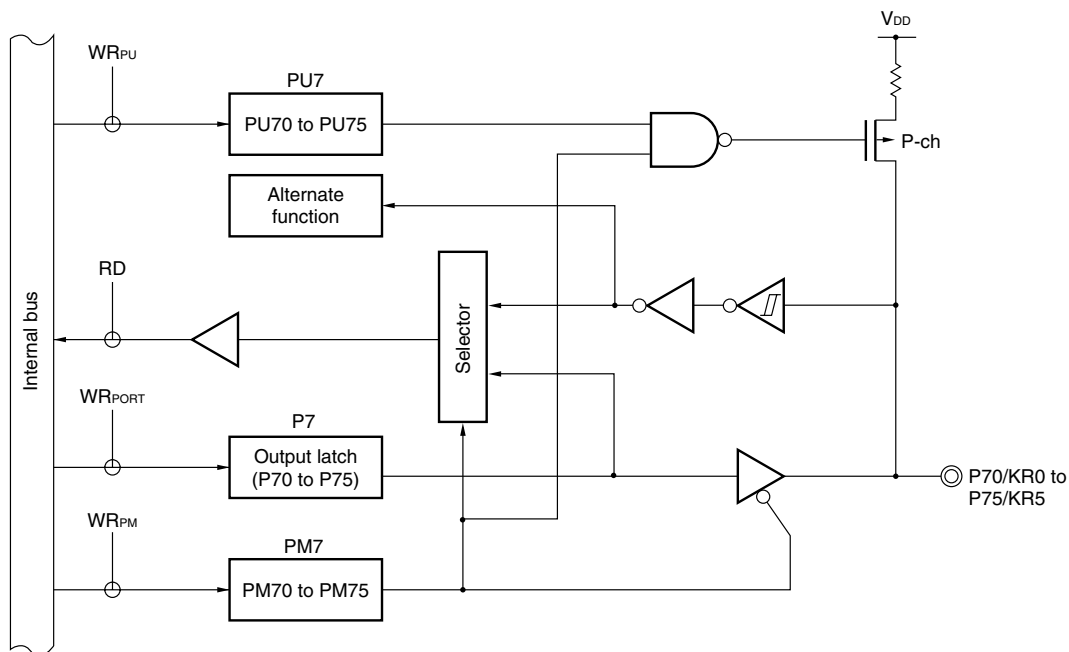 VDD
WRPU
PU7
PU70 to PU75
P-ch
Alternate
function
RD
Internal bus
Selector
WRPORT
P7
Output latch
(P70 to P75)
P70/KR0 to
P75/KR5
WRPM
PM7
PM70 to PM75